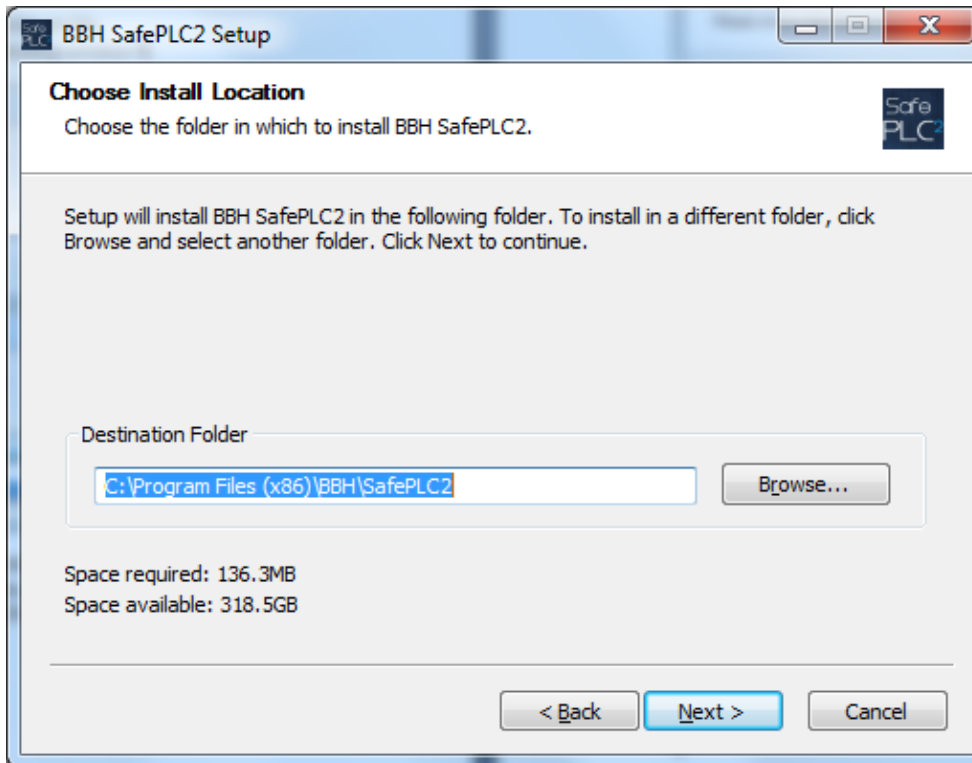 Safe
PLC
BBH SafePLC2 Setup
Choose Install Location
Choose the folder in which to install BBH SafePLC2.
Safe
PLC2
Setup will install BBH SafePLC2 in the following folder. To install in a different folder, click
Browse and select another folder. Click Next to continue.
Destination Folder
C:\Program Files (x86)\BBH\SafePLC2
Browse...
Space required: 136.3MB
Space available: 318.5GB
< Back
Next >
Cancel